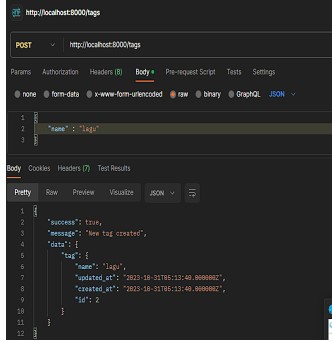 http://localhost:8000/tags
POST http://localhost:8000/tags
Params Authorization Headers (8) Body Pre-request Script Tests Settings
none form-data x-www-form-urlencoded raw binary GraphQL JSON
1 {
2 "name" : "lagu"
3 }
Body Cookies Headers (7) Test Results
Pretty Raw Preview Visualize JSON
1 {
2 "success": true,
3 "message": "New tag created",
4 "data": {
5 "tag": {
6 "name": "lagu",
7 "updated_at": "2023-10-31T05:13:40.000000Z",
8 "created_at": "2023-10-31T05:13:40.000000Z",
9 "id": 2
10 }
11 }
12 }